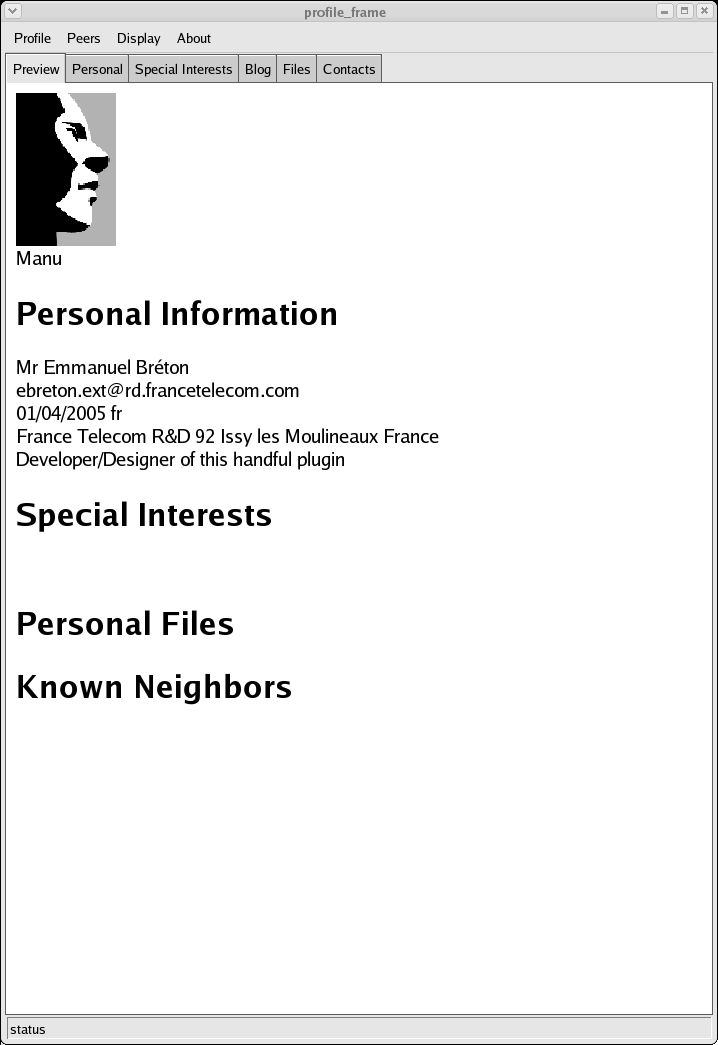 profile_frame
Profile Peers Display About
Preview Personal Special Interests Blog Files Contacts
Manu
Personal Information
Mr Emmanuel Bréton
ebreton.ext@rd.francetelecom.com
01/04/2005 fr
France Telecom R&D 92 Issy les Moulineaux France
Developer/Designer of this handful plugin
Special Interests
Personal Files
Known Neighbors
status